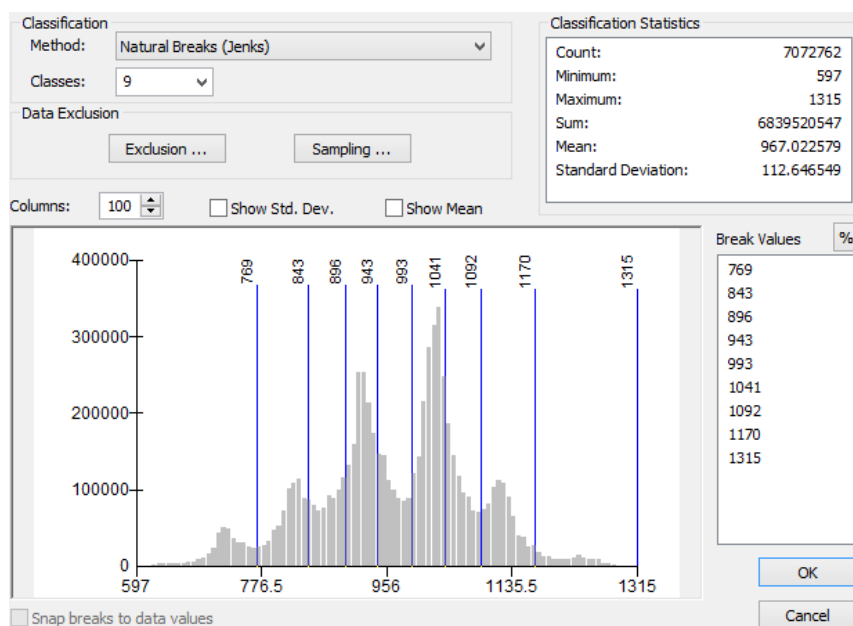 Classification
Method: Natural Breaks (Jenks)
Classes: 9
Data Exclusion
Exclusion ... Sampling ...
Classification Statistics
Count: 7072762
Minimum: 597
Maximum: 1315
Sum: 6839520547
Mean: 967.022579
Standard Deviation: 112.646549
Columns: 100 Show Std. Dev. Show Mean
769 843 896 943 993 1041 1092 1170 1315
400000
300000
200000
100000
0
597 776.5 956 1135.5 1315
Break Values %
769
843
896
943
993
1041
1092
1170
1315
OK
Cancel
Snap breaks to data values